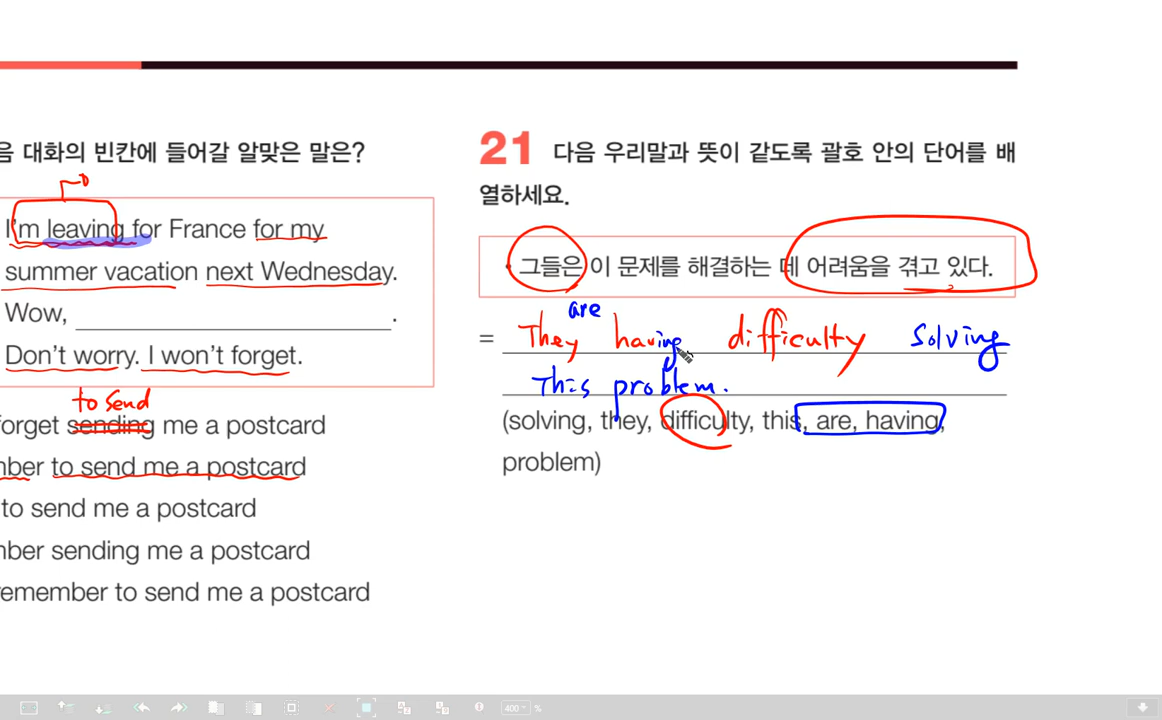 음 대화의 빈칸에 들어갈 알맞은 말은?
I'm leaving for France for my
summer vacation next Wednesday.
Wow, ______.
Don't worry. I won't forget.
to send
orget sending me a postcard
ber to send me a postcard
to send me a postcard
ber sending me a postcard
emember to send me a postcard
21 다음 우리말과 뜻이 같도록 괄호 안의 단어를 배
열하세요.
그들은 이 문제를 해결하는 데 어려움을 겪고 있다.
are
= They having difficulty solving
This problem.
(solving, they, difficulty, this, are, having,
problem)
400 %